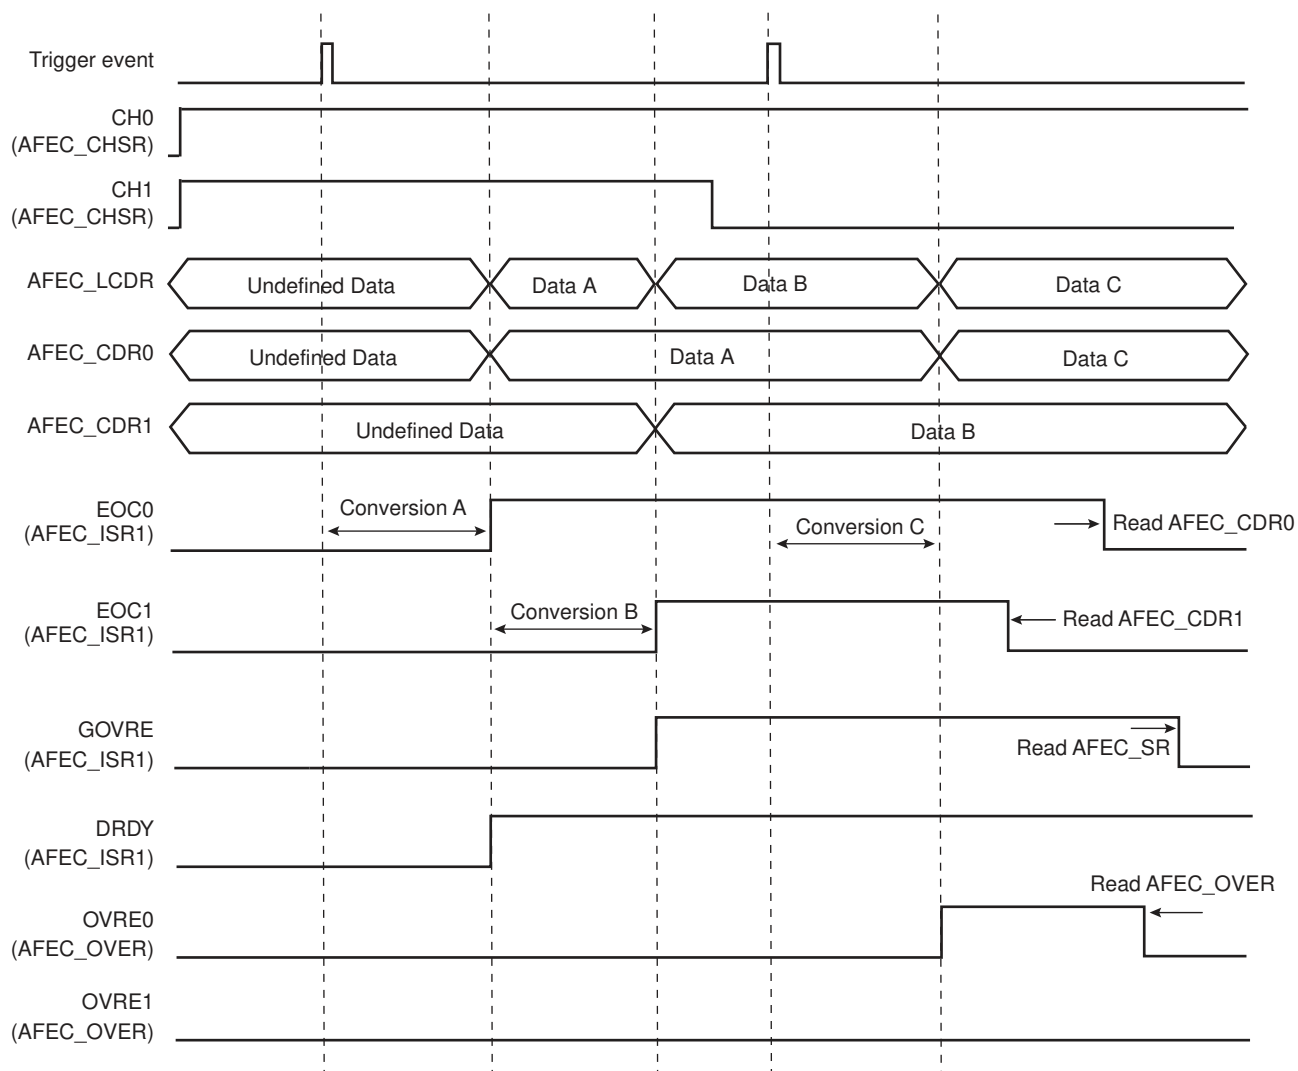 Trigger event
CH0
(AFEC_CHSR)
CH1
(AFEC_CHSR)
AFEC_LCDR
Undefined Data
Data A
Data B
Data C
AFEC_CDR0
Undefined Data
Data A
Data C
AFEC_CDR1
Undefined Data
Data B
EOC0
(AFEC_ISR1)
Conversion A
Conversion C
Read AFEC_CDR0
EOC1
(AFEC_ISR1)
Conversion B
Read AFEC_CDR1
GOVRE
(AFEC_ISR1)
Read AFEC_SR
DRDY
(AFEC_ISR1)
Read AFEC_OVER
OVRE0
(AFEC_OVER)
OVRE1
(AFEC_OVER)